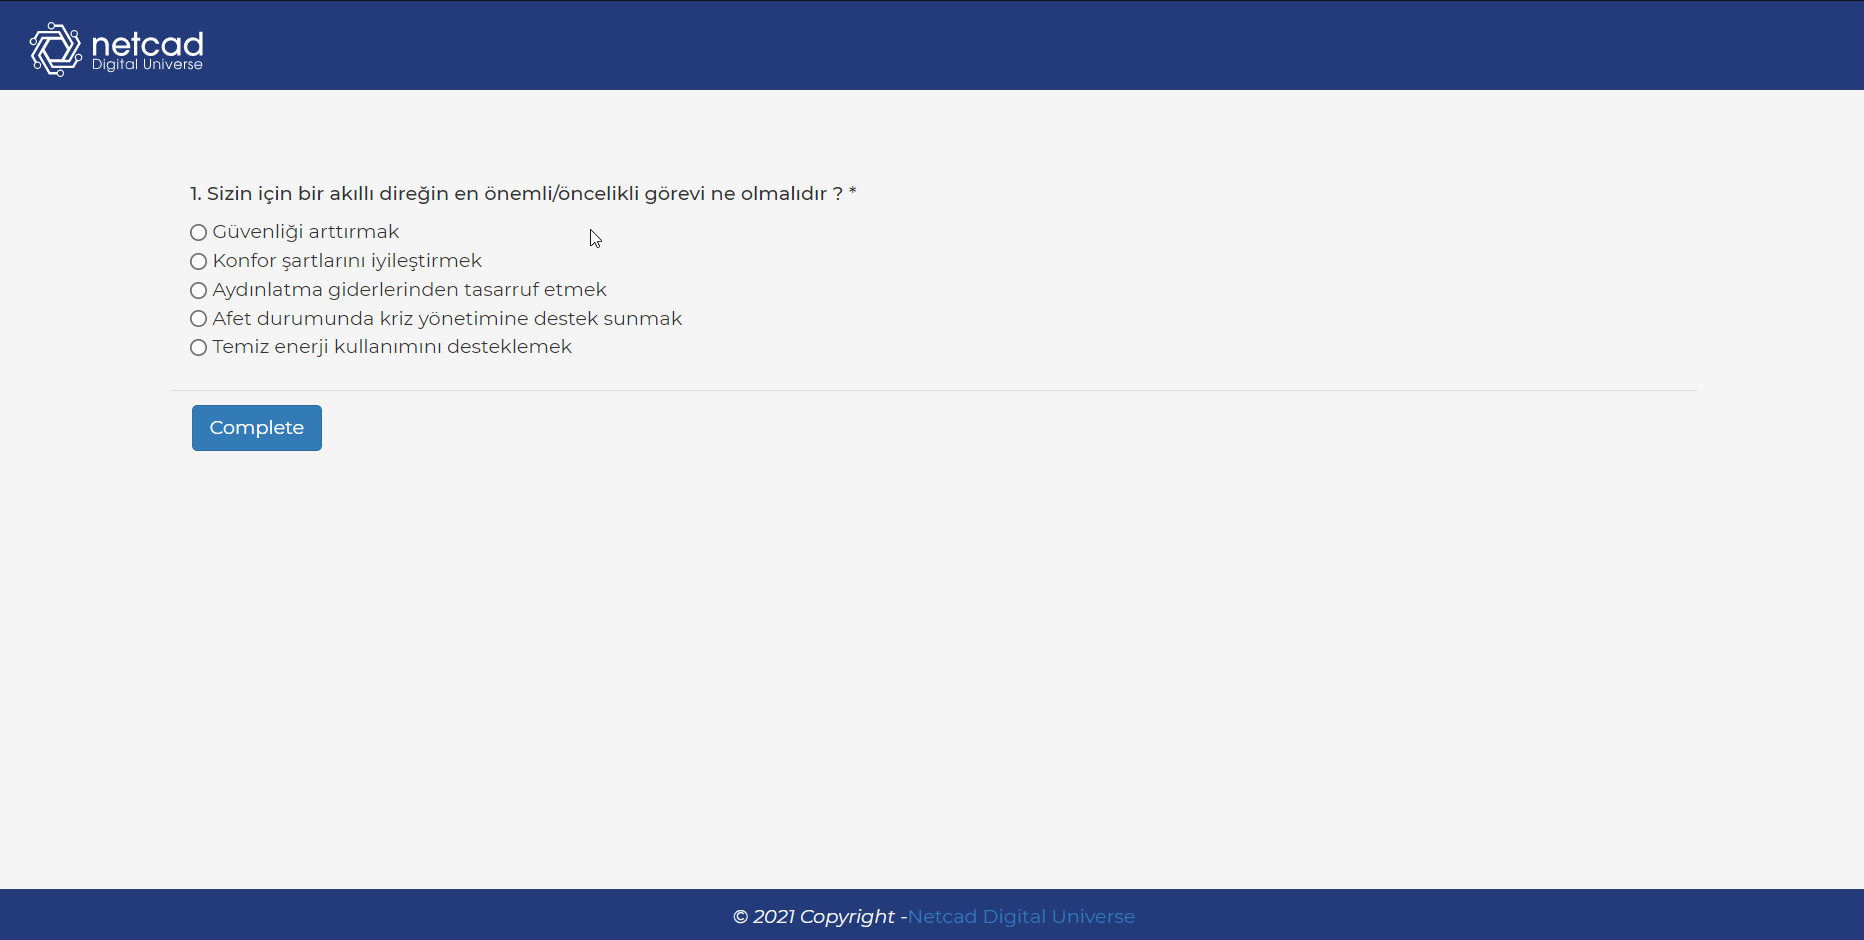 netcad
Digital Universe
1. Sizin için bir akıllı direğin en önemli/öncelikli görevi ne olmalıdır ? *
Güvenliği arttırmak
Konfor şartlarını iyileştirmek
Aydınlatma giderlerinden tasarruf etmek
Afet durumunda kriz yönetimine destek sunmak
Temiz enerji kullanımını desteklemek
Complete
© 2021 Copyright -Netcad Digital Universe